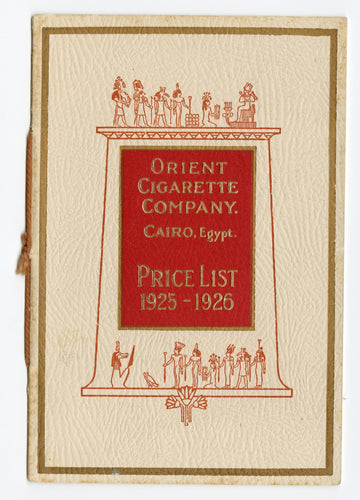 ORIENT
CIGARETTE
COMPANY.
CAIRO, Egypt.
PRICE LIST
1925-1926